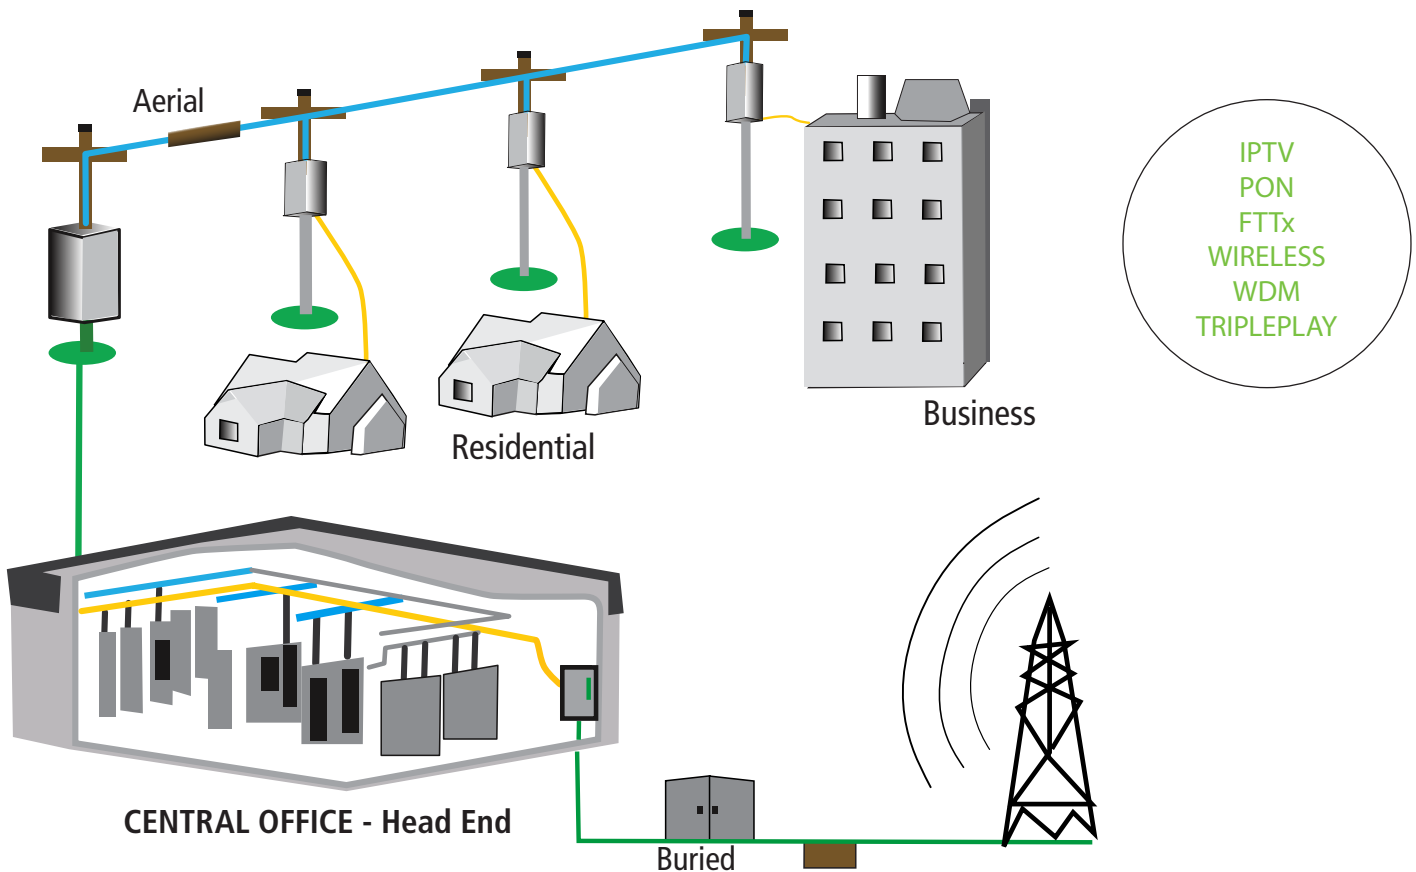 Aerial
IPTV
PON
FTTx
WIRELESS
WDM
TRIPLEPLAY
Business
Residential
CENTRAL OFFICE - Head End
Buried